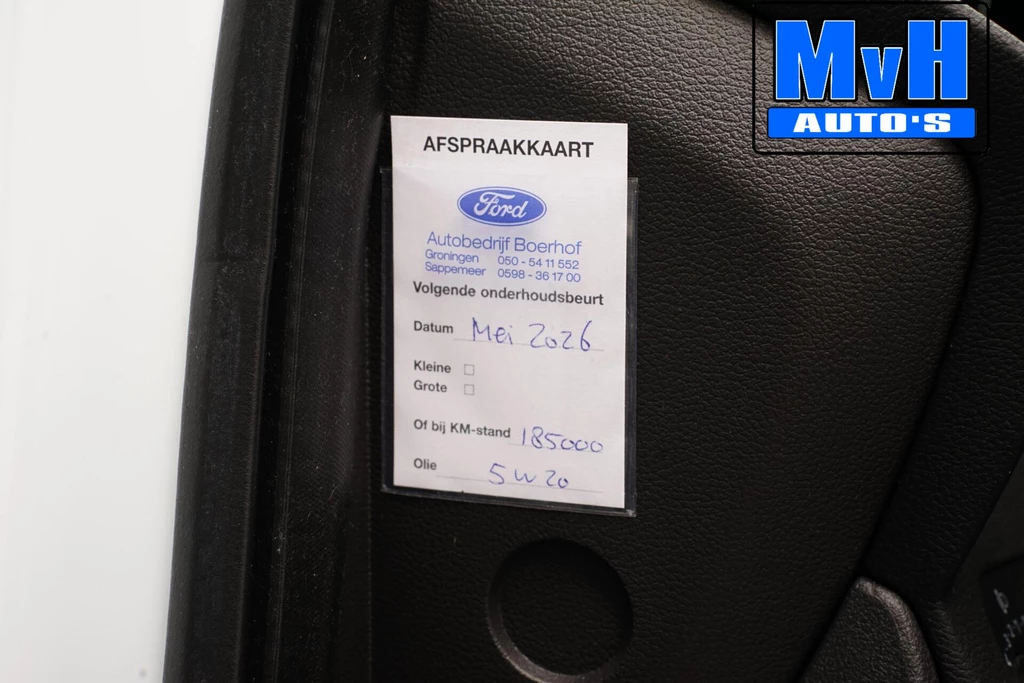 MvH
AUTO'S
AFSPRAAKKAART
Ford
Autobedrijf Boerhof
Groningen 050 - 54 11 552
Sappemeer 0598 - 36 17 00
Volgende onderhoudsbeurt
Datum Mei 2026
Kleine
Grote
Of bij KM-stand 185000
Olie 5w20